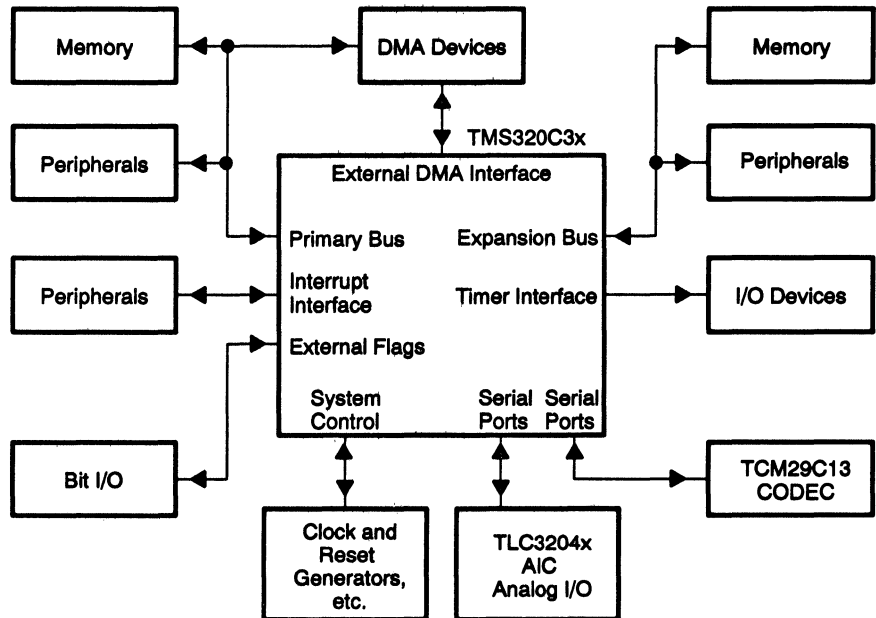 Memory
DMA Devices
Memory
TMS320C3x
Peripherals
External DMA Interface
Peripherals
Primary Bus
Expansion Bus
Peripherals
Interrupt
Interface
Timer Interface
I/O Devices
External Flags
System
Control
Serial
Ports
Serial
Ports
Bit I/O
TCM29C13
CODEC
Clock and
Reset
Generators,
etc.
TLC3204x
AIC
Analog I/O